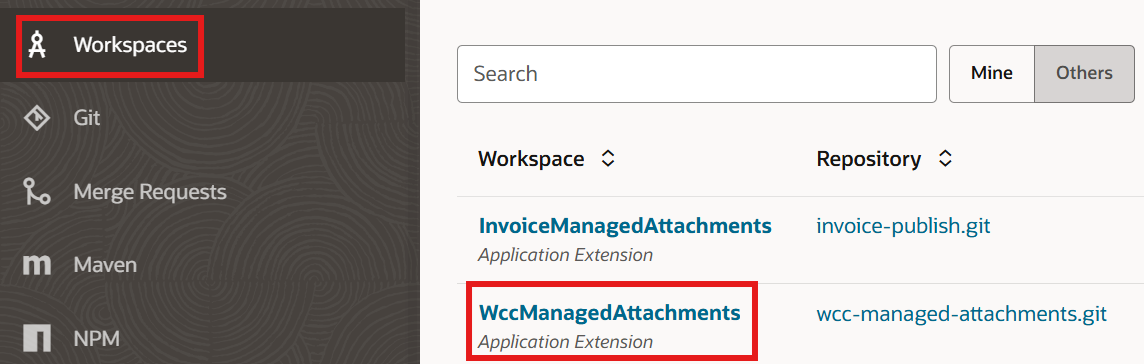 Workspaces
Git
Merge Requests
Maven
NPM
Search
Mine Others
Workspace Repository
InvoiceManagedAttachments invoice-publish.git
Application Extension
WccManagedAttachments wcc-managed-attachments.git
Application Extension